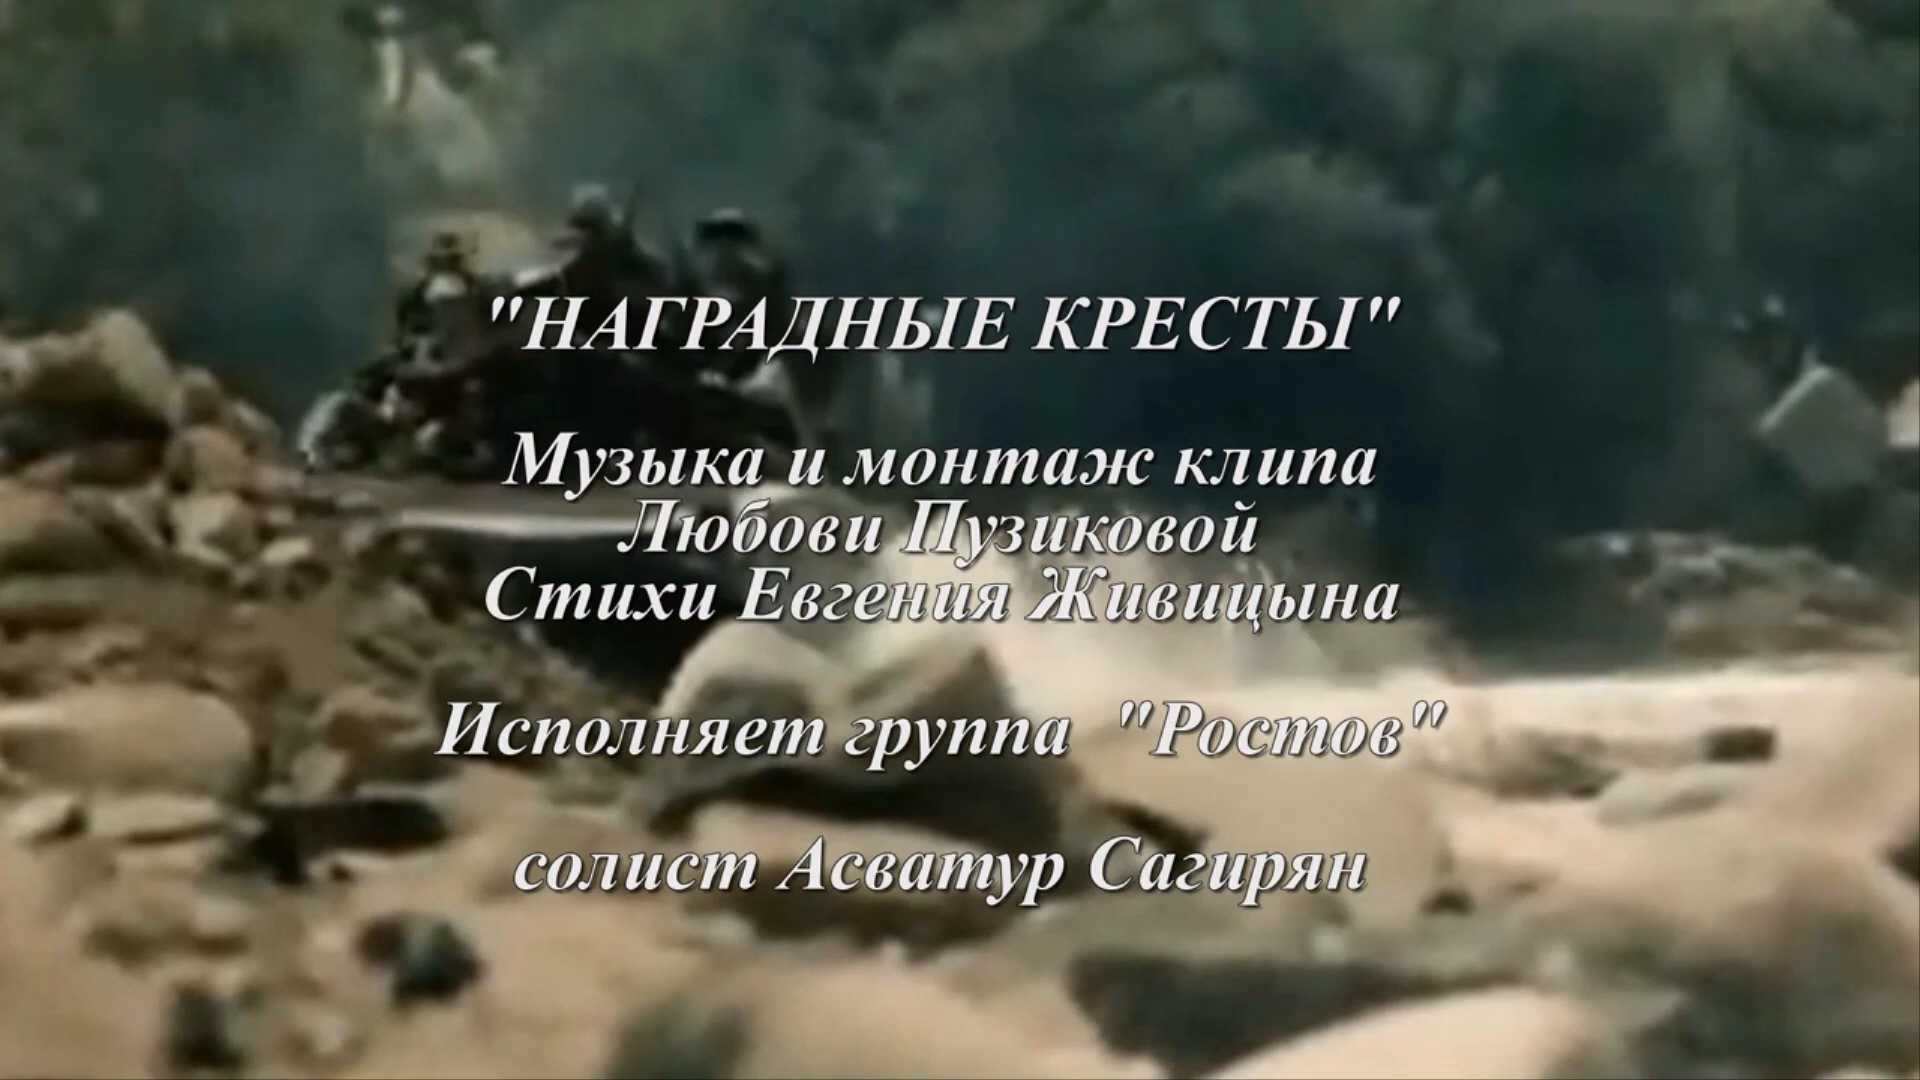 "НАГРАДНЫЕ КРЕСТЫ"
Музыка и монтаж клипа
Любови Пузиковой
Стихи Евгения Живицына
Исполняет группа "Ростов"
солист Асватур Сагирян